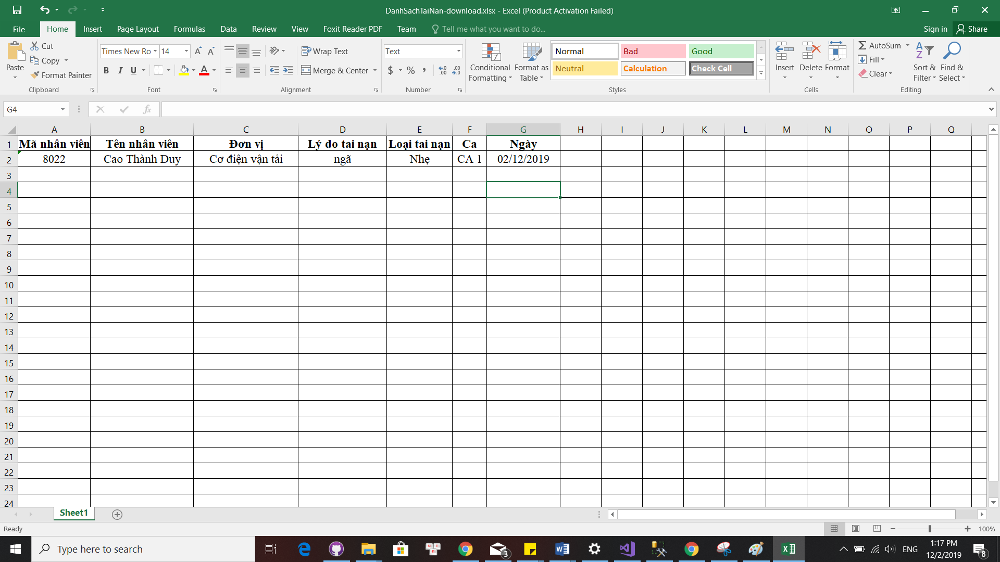 DanhSachTaiNan-download.xlsx - Excel (Product Activation Failed)
File Home Insert Page Layout Formulas Data Review View Foxit Reader PDF Team Tell me what you want to do... Sign in Share
Paste Cut Copy Format Painter
Clipboard
Times New Ro 14
B I U A
Font
Wrap Text
Merge & Center
Alignment
Text
$ % ,
Number
Conditional Formatting
Format as Table
Normal Bad Good
Neutral Calculation Check Cell
Styles
Insert Delete Format
Cells
AutoSum
Fill
Clear
Sort & Filter
Find & Select
Editing
G4 fx
A B C D E F G H I J K L M N O P Q
1 Mã nhân viên Tên nhân viên Đơn vị Lý do tai nạn Loại tai nạn Ca Ngày
2 8022 Cao Thành Duy Cơ điện vận tải ngã Nhẹ CA 1 02/12/2019
3
4
5
6
7
8
9
10
11
12
13
14
15
16
17
18
19
20
21
22
23
24
Sheet1
Ready 100%
Type here to search 3 ENG 1:17 PM
12/2/2019 8